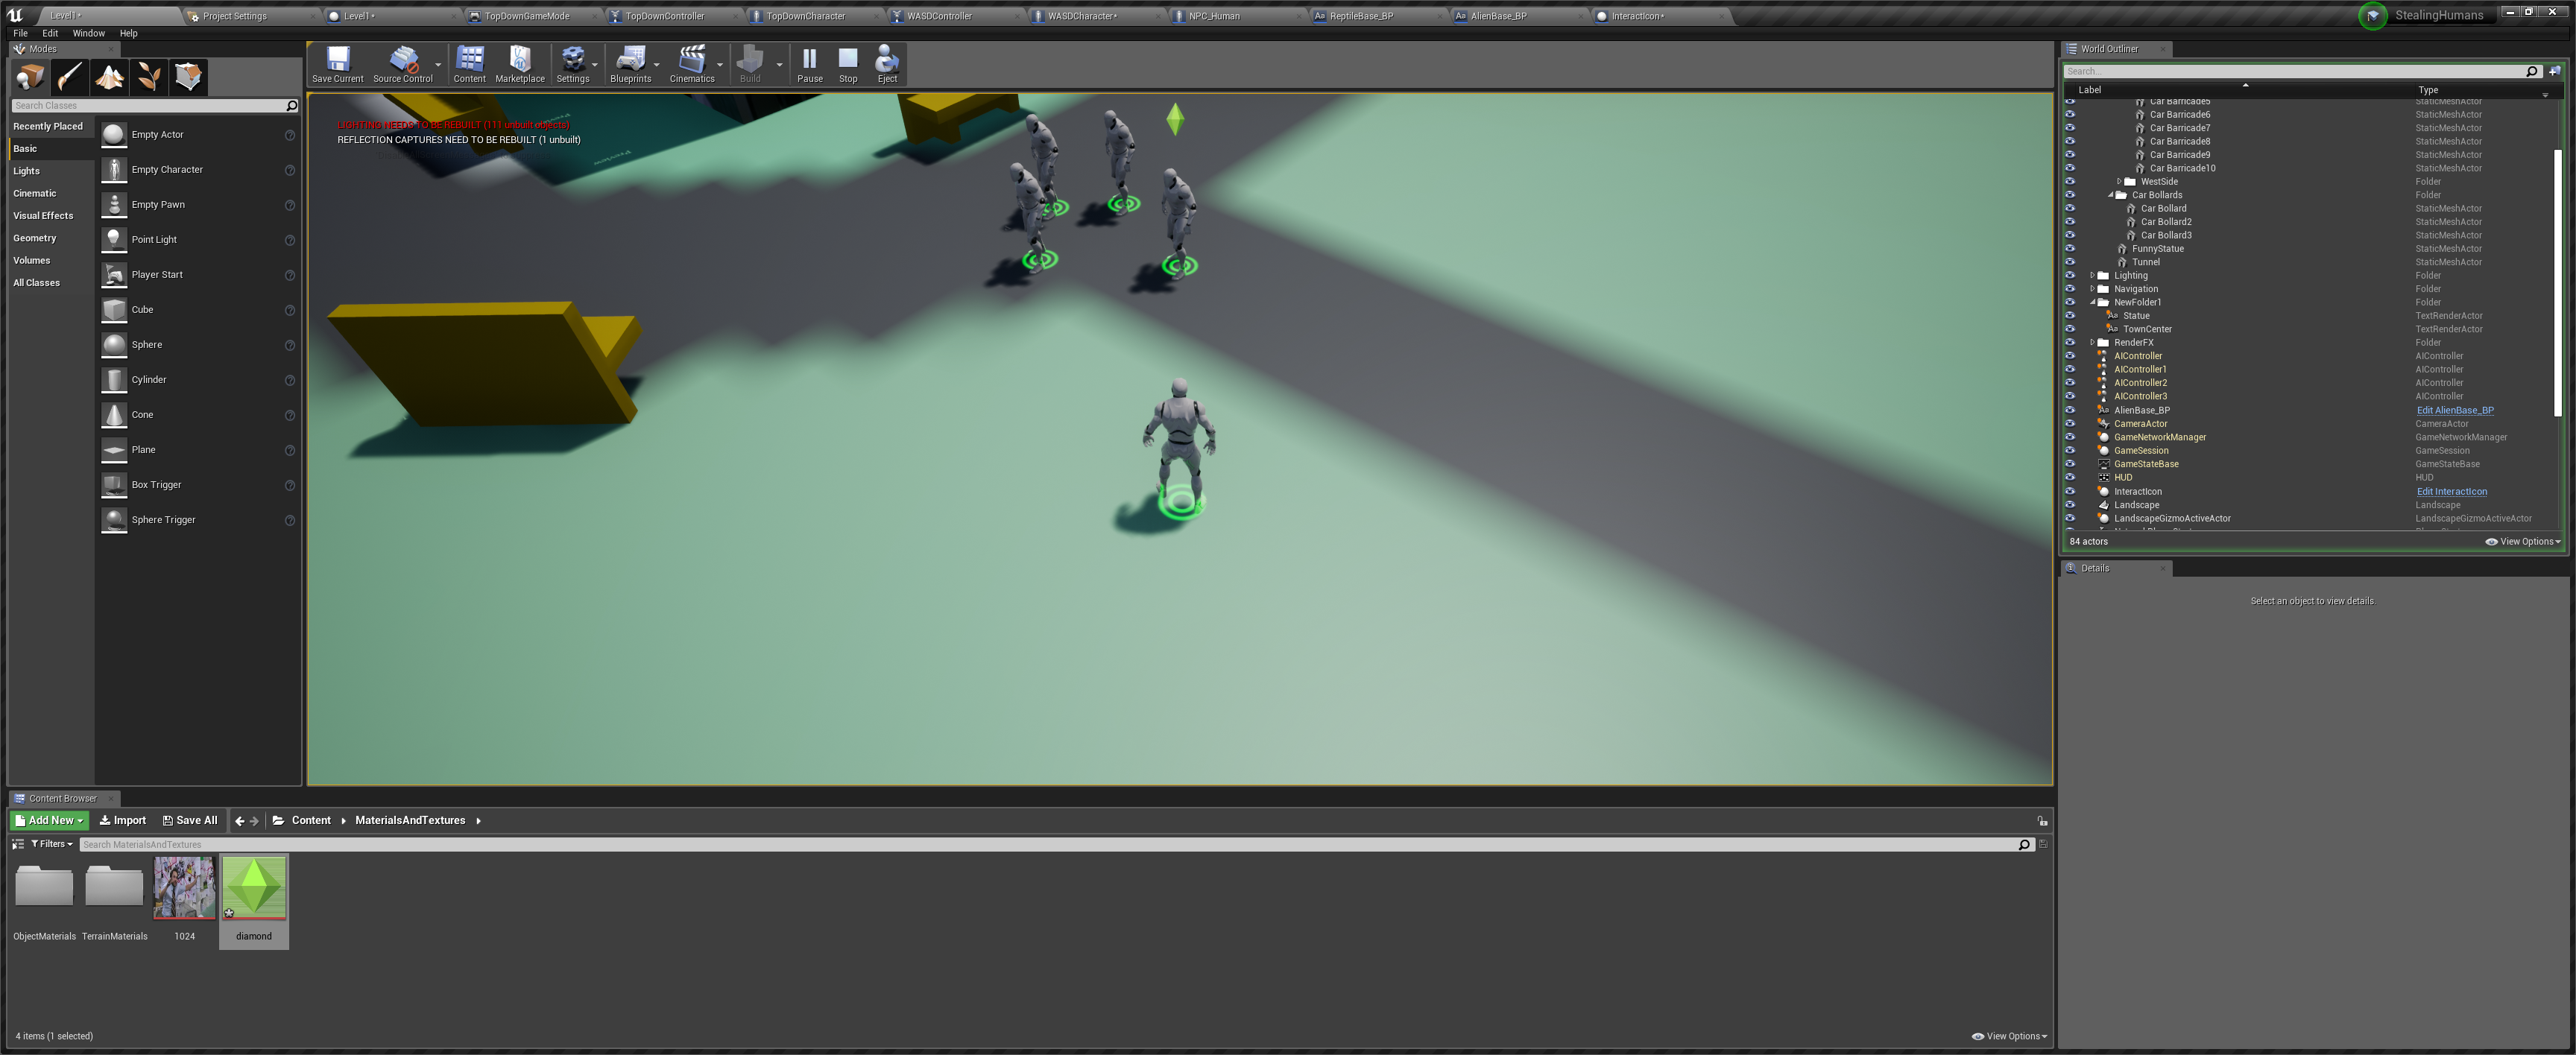 Level1*
Project Settings
Level1*
TopDownGameMode
TopDownController
TopDownCharacter
WASDController
WASDCharacter*
NPC_Human
ReptileBase_BP
AlienBase_BP
InteractIcon*
StealingHumans
File Edit Window Help
Modes
Search Classes
Recently Placed
Basic
Lights
Cinematic
Visual Effects
Geometry
Volumes
All Classes
Empty Actor
Empty Character
Empty Pawn
Point Light
Player Start
Cube
Sphere
Cylinder
Cone
Plane
Box Trigger
Sphere Trigger
Save Current
Source Control
Content
Marketplace
Settings
Blueprints
Cinematics
Build
Pause
Stop
Eject
LIGHTING NEEDS TO BE REBUILT (111 unbuilt objects)
REFLECTION CAPTURES NEED TO BE REBUILT (1 unbuilt)
Preview
World Outliner
Search...
Label Type
Car Barricade5 StaticMeshActor
Car Barricade6 StaticMeshActor
Car Barricade7 StaticMeshActor
Car Barricade8 StaticMeshActor
Car Barricade9 StaticMeshActor
Car Barricade10 StaticMeshActor
WestSide Folder
Car Bollards Folder
Car Bollard StaticMeshActor
Car Bollard2 StaticMeshActor
Car Bollard3 StaticMeshActor
FunnyStatue StaticMeshActor
Tunnel StaticMeshActor
Lighting Folder
Navigation Folder
NewFolder1 Folder
Statue TextRenderActor
TownCenter TextRenderActor
RenderFX Folder
AIController AIController
AIController1 AIController
AIController2 AIController
AIController3 AIController
AlienBase_BP Edit AlienBase_BP
CameraActor CameraActor
GameNetworkManager GameNetworkManager
GameSession GameSession
GameStateBase GameStateBase
HUD HUD
InteractIcon Edit InteractIcon
Landscape Landscape
LandscapeGizmoActiveActor LandscapeGizmoActiveActor
84 actors
View Options
Details
Select an object to view details.
Content Browser
Add New Import Save All Content MaterialsAndTextures
Filters Search MaterialsAndTextures
ObjectMaterials
TerrainMaterials
1024
diamond
4 items (1 selected)
View Options